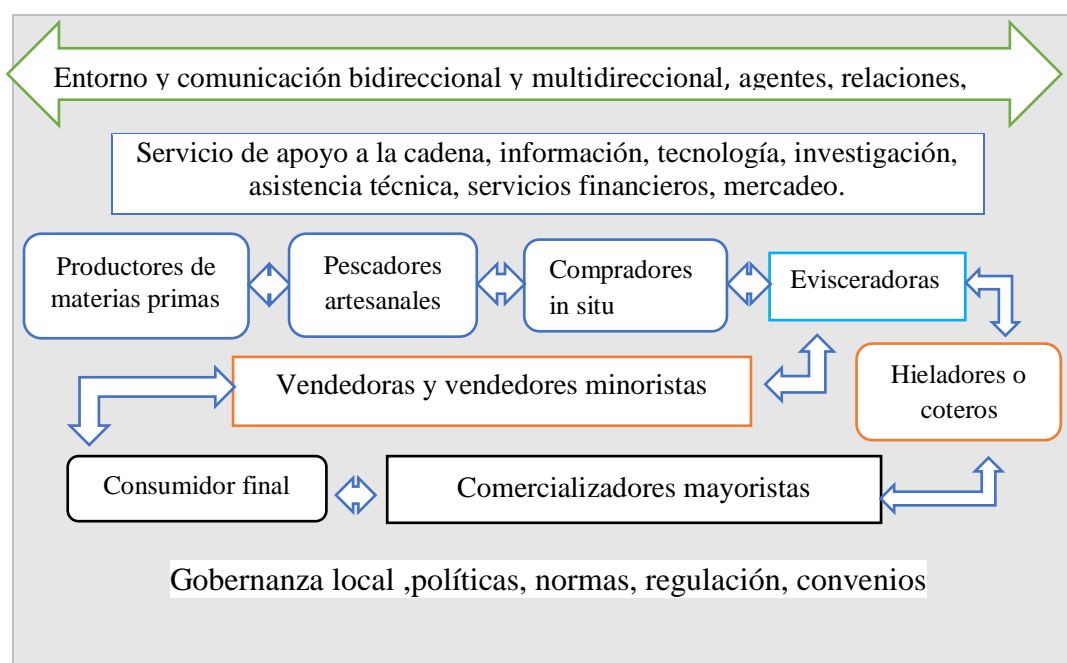 Entorno y comunicación bidireccional y multidireccional, agentes, relaciones,
Servicio de apoyo a la cadena, información, tecnología, investigación,
asistencia técnica, servicios financieros, mercadeo.
Productores de
materias primas
Pescadores
artesanales
Compradores
in situ
Evisceradoras
Vendedoras y vendedores minoristas
Hieladores o
coteros
Consumidor final
Comercializadores mayoristas
Gobernanza local ,políticas, normas, regulación, convenios